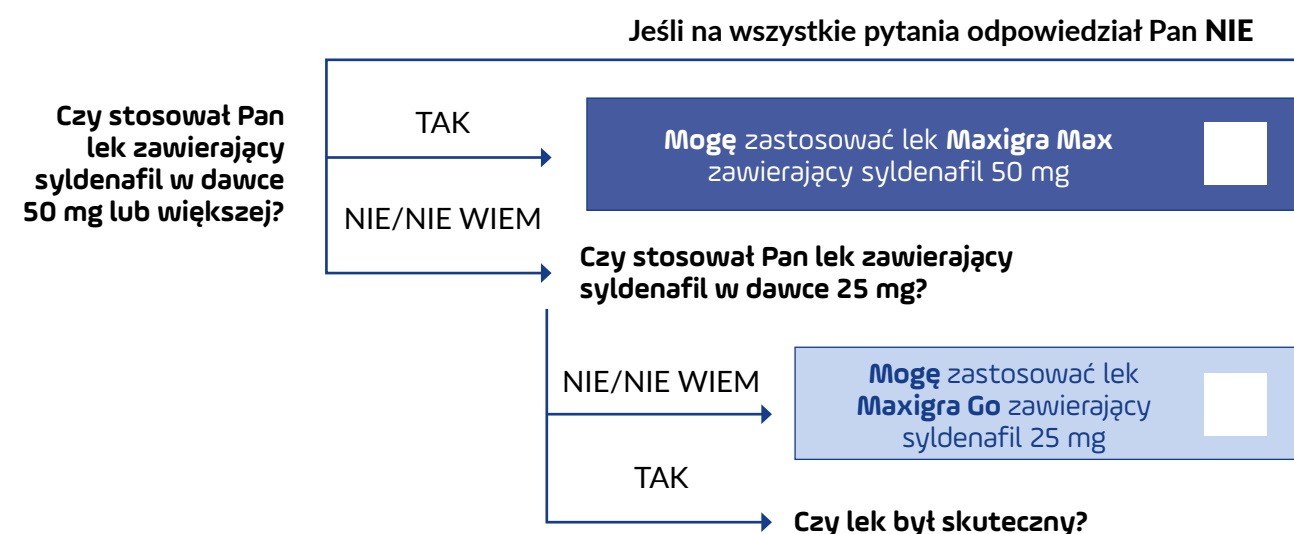 Jeśli na wszystkie pytania odpowiedział Pan NIE
Czy stosował Pan
lek zawierający
syldenafil w dawce
50 mg lub większej?
TAK
Mogę zastosować lek Maxigra Max
zawierający syldenafil 50 mg
NIE/NIE WIEM
Czy stosował Pan lek zawierający
syldenafil w dawce 25 mg?
NIE/NIE WIEM
Mogę zastosować lek
Maxigra Go zawierający
syldenafil 25 mg
TAK
Czy lek był skuteczny?